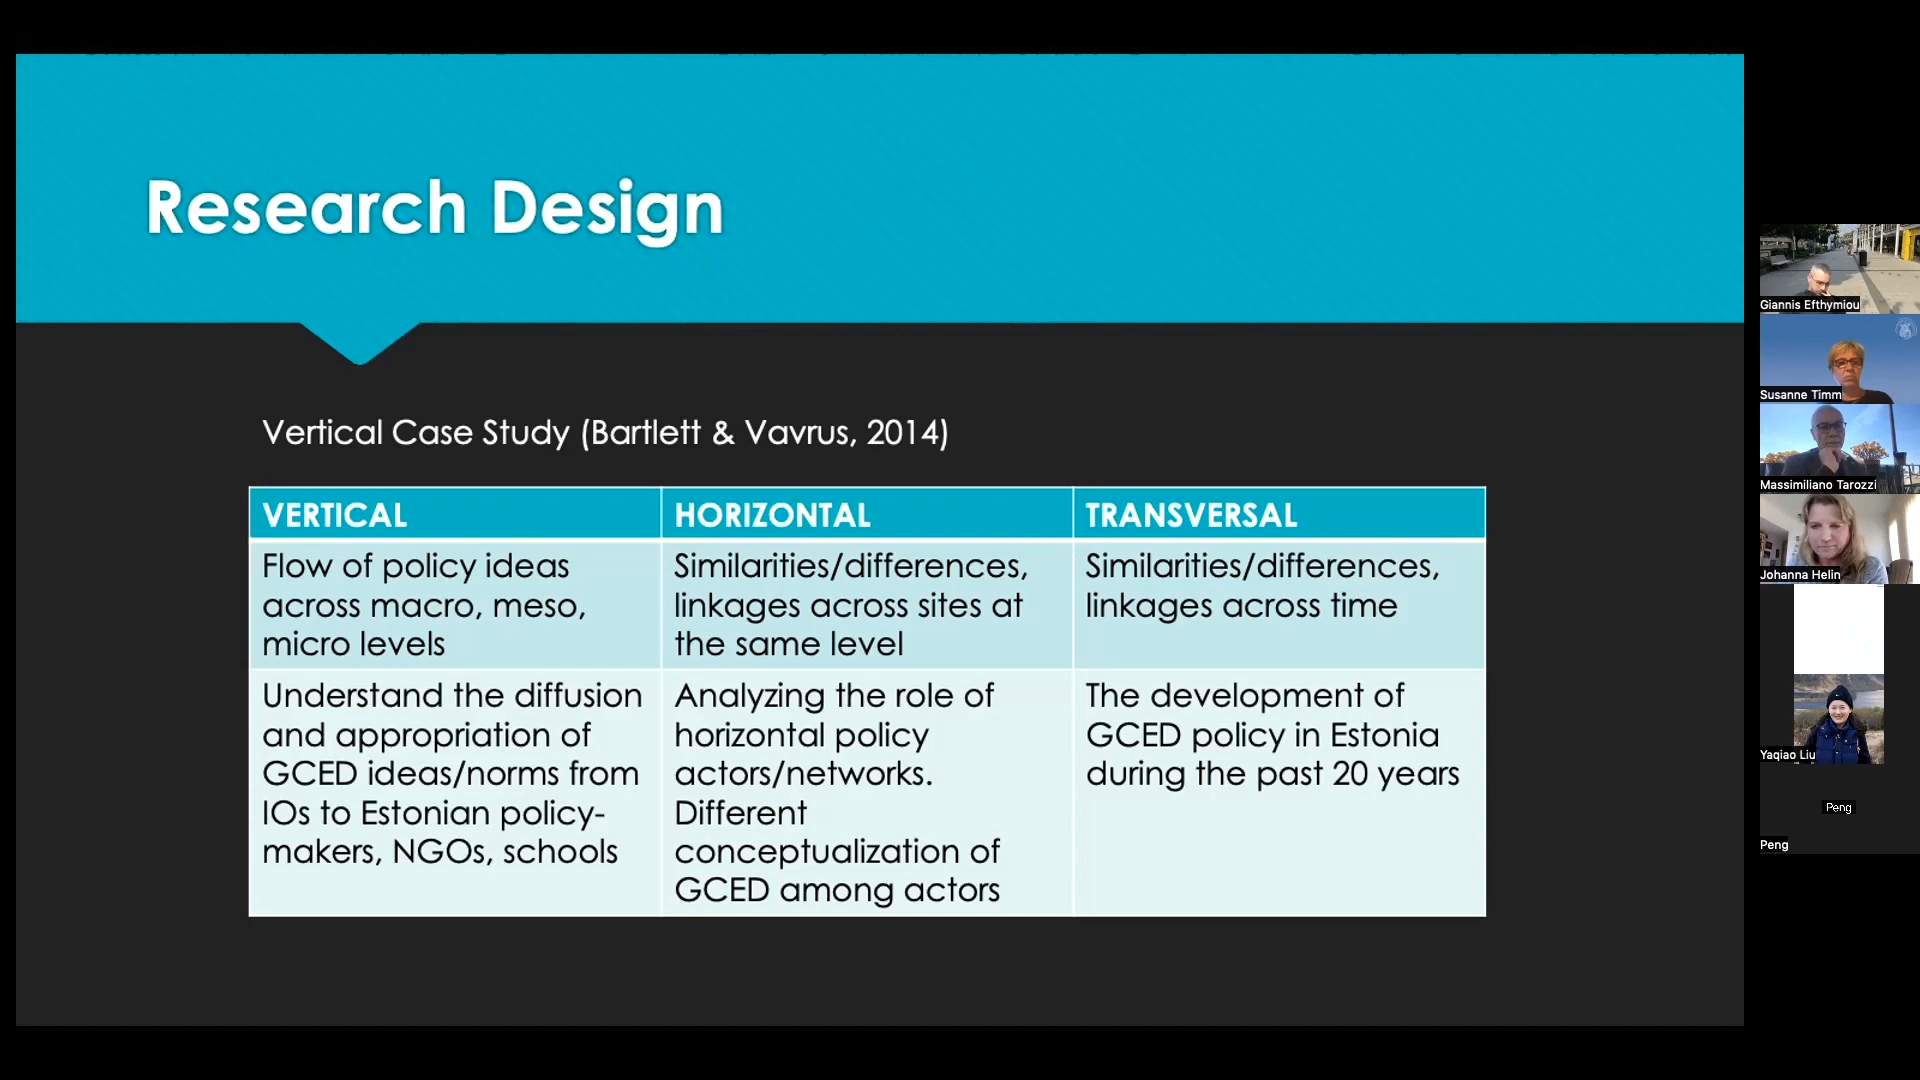 Research Design
Vertical Case Study (Bartlett & Vavrus, 2014)
VERTICAL
HORIZONTAL
TRANSVERSAL
Flow of policy ideas
across macro, meso,
micro levels
Similarities/differences,
linkages across sites at
the same level
Similarities/differences,
linkages across time
Understand the diffusion
and appropriation of
GCED ideas/norms from
IOs to Estonian policy-
makers, NGOs, schools
Analyzing the role of
horizontal policy
actors/networks.
Different
conceptualization of
GCED among actors
The development of
GCED policy in Estonia
during the past 20 years
Giannis Efthymiou
Susanne Timm
Massimiliano Tarozzi
Johanna Helin
Yaqiao Liu
Peng
Peng